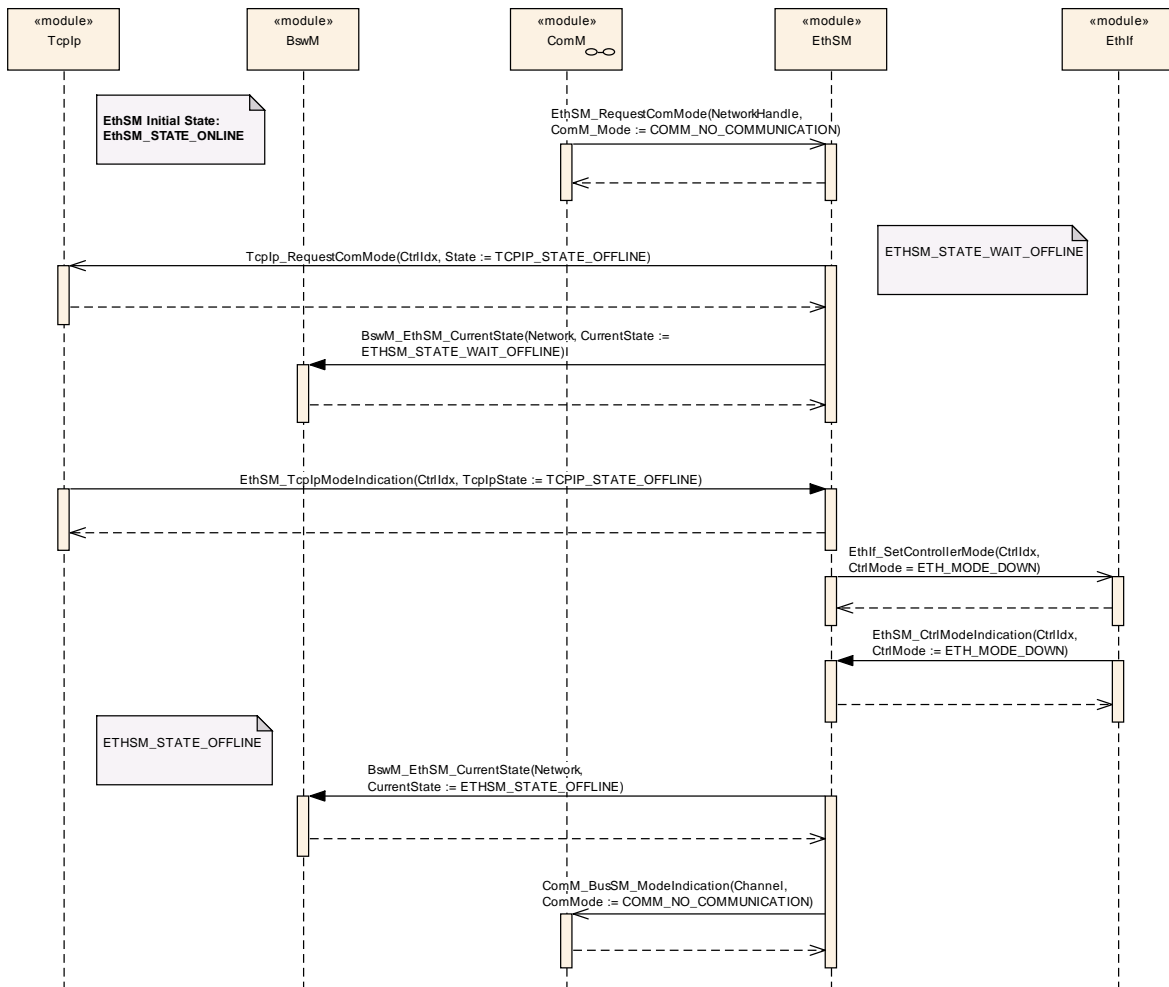 «module»
TcpIp
«module»
BswM
«module»
ComM
«module»
EthSM
«module»
EthIf
EthSM Initial State:
EthSM_STATE_ONLINE
EthSM_RequestComMode(NetworkHandle,
ComM_Mode := COMM_NO_COMMUNICATION)
ETHSM_STATE_WAIT_OFFLINE
TcpIp_RequestComMode(CtrlIdx, State := TCPIP_STATE_OFFLINE)
BswM_EthSM_CurrentState(Network, CurrentState :=
ETHSM_STATE_WAIT_OFFLINE)
EthSM_TcpIpModeIndication(CtrlIdx, TcpIpState := TCPIP_STATE_OFFLINE)
EthIf_SetControllerMode(CtrlIdx,
CtrlMode = ETH_MODE_DOWN)
EthSM_CtrlModeIndication(CtrlIdx,
CtrlMode := ETH_MODE_DOWN)
ETHSM_STATE_OFFLINE
BswM_EthSM_CurrentState(Network,
CurrentState := ETHSM_STATE_OFFLINE)
ComM_BusSM_ModeIndication(Channel,
ComMode := COMM_NO_COMMUNICATION)